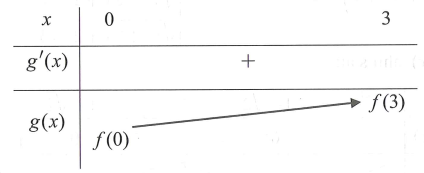 x 0 3
g'(x) +
g(x) f(0) f(3)